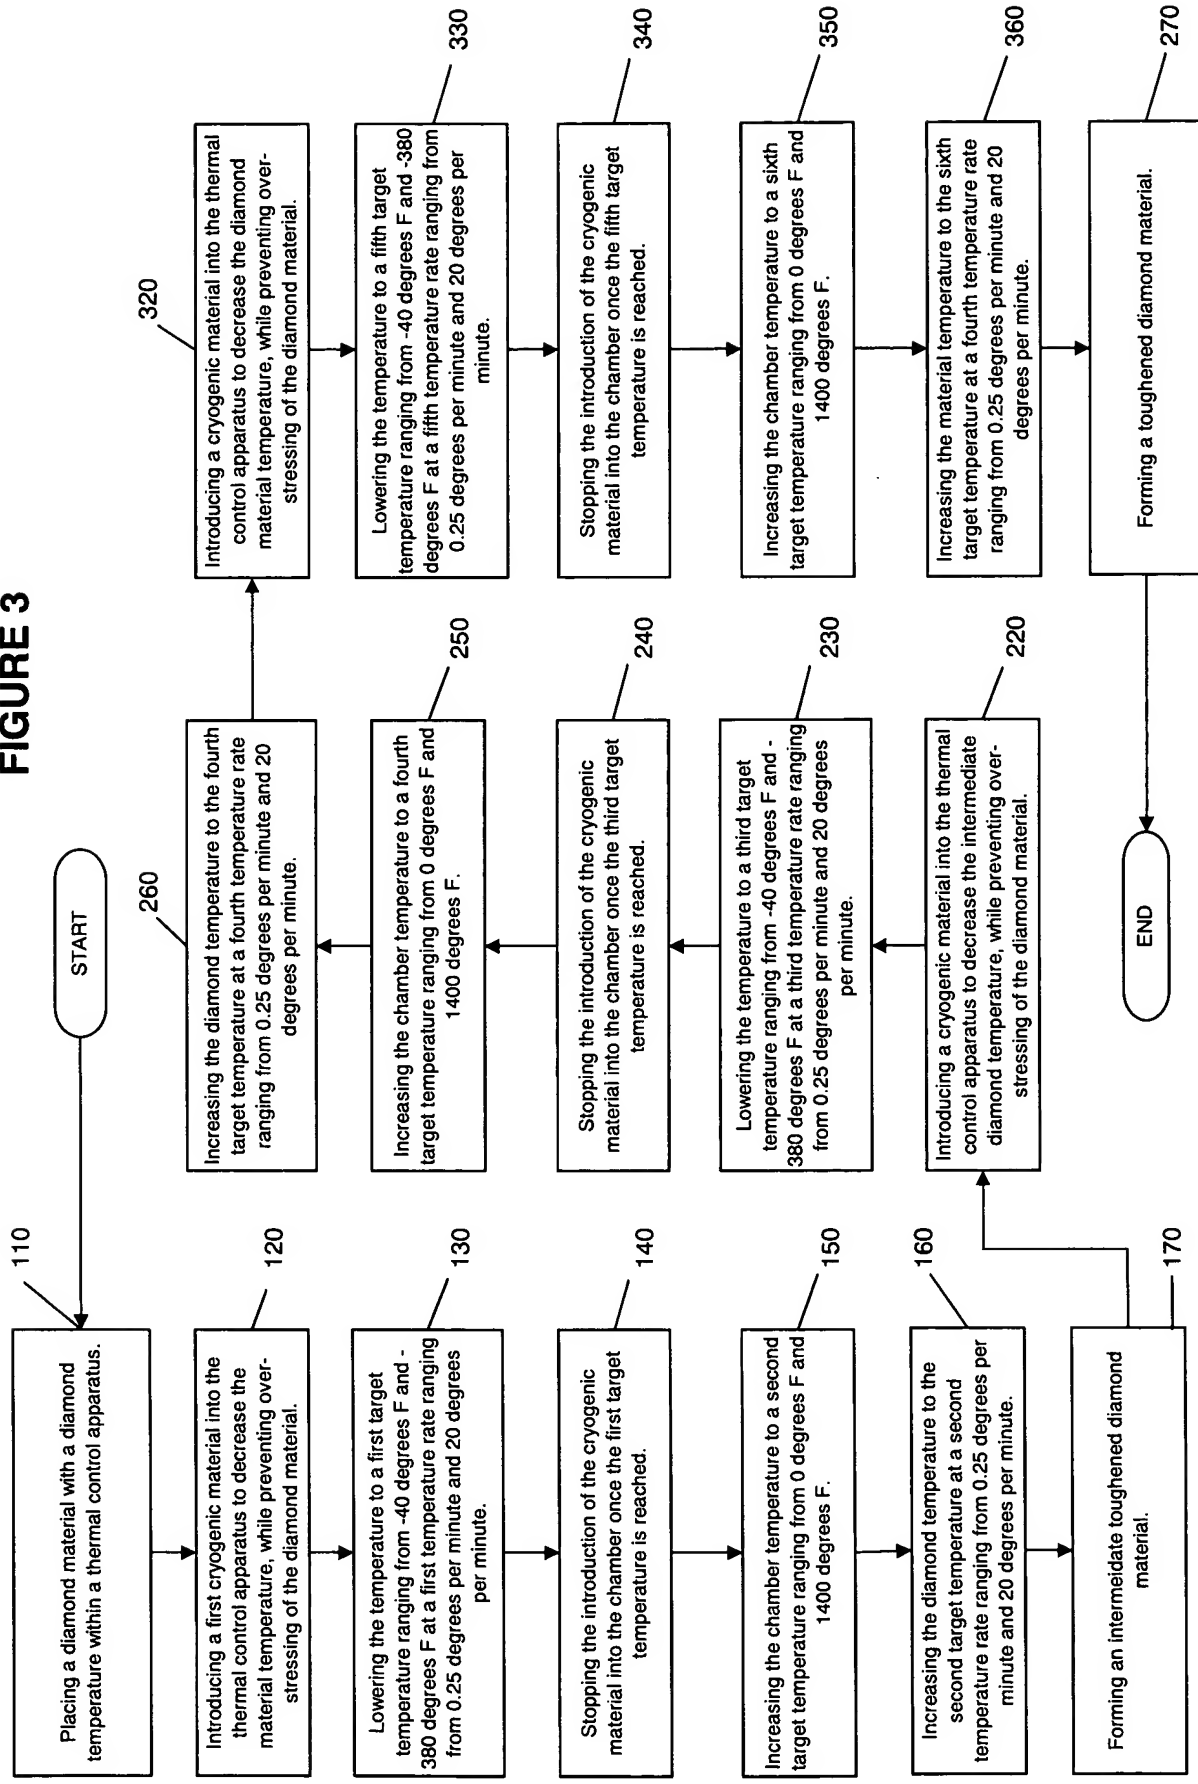 FIGURE 3
START
110
Placing a diamond material with a diamond
temperature within a thermal control apparatus.
120
Introducing a first cryogenic material into the
thermal control apparatus to decrease the
material temperature, while preventing over-
stressing of the diamond material.
130
Lowering the temperature to a first target
temperature ranging from -40 degrees F and -
380 degrees F at a first temperature rate ranging
from 0.25 degrees per minute and 20 degrees
per minute.
140
Stopping the introduction of the cryogenic
material into the chamber once the first target
temperature is reached.
150
Increasing the chamber temperature to a second
target temperature ranging from 0 degrees F and
1400 degrees F.
160
Increasing the diamond temperature to the
second target temperature at a second
temperature rate ranging from 0.25 degrees per
minute and 20 degrees per minute.
170
Forming an intermeidate toughened diamond
material.
220
Introducing a cryogenic material into the thermal
control apparatus to decrease the intermediate
diamond temperature, while preventing over-
stressing of the diamond material.
230
Lowering the temperature to a third target
temperature ranging from -40 degrees F and -
380 degrees F at a third temperature rate ranging
from 0.25 degrees per minute and 20 degrees
per minute.
240
Stopping the introduction of the cryogenic
material into the chamber once the third target
temperature is reached.
250
Increasing the chamber temperature to a fourth
target temperature ranging from 0 degrees F and
1400 degrees F.
260
Increasing the diamond temperature to the fourth
target temperature at a fourth temperature rate
ranging from 0.25 degrees per minute and 20
degrees per minute.
320
Introducing a cryogenic material into the thermal
control apparatus to decrease the diamond
material temperature, while preventing over-
stressing of the diamond material.
330
Lowering the temperature to a fifth target
temperature ranging from -40 degrees F and -380
degrees F at a fifth temperature rate ranging from
0.25 degrees per minute and 20 degrees per
minute.
340
Stopping the introduction of the cryogenic
material into the chamber once the fifth target
temperature is reached.
350
Increasing the chamber temperature to a sixth
target temperature ranging from 0 degrees F and
1400 degrees F.
360
Increasing the material temperature to the sixth
target temperature at a fourth temperature rate
ranging from 0.25 degrees per minute and 20
degrees per minute.
270
Forming a toughened diamond material.
END